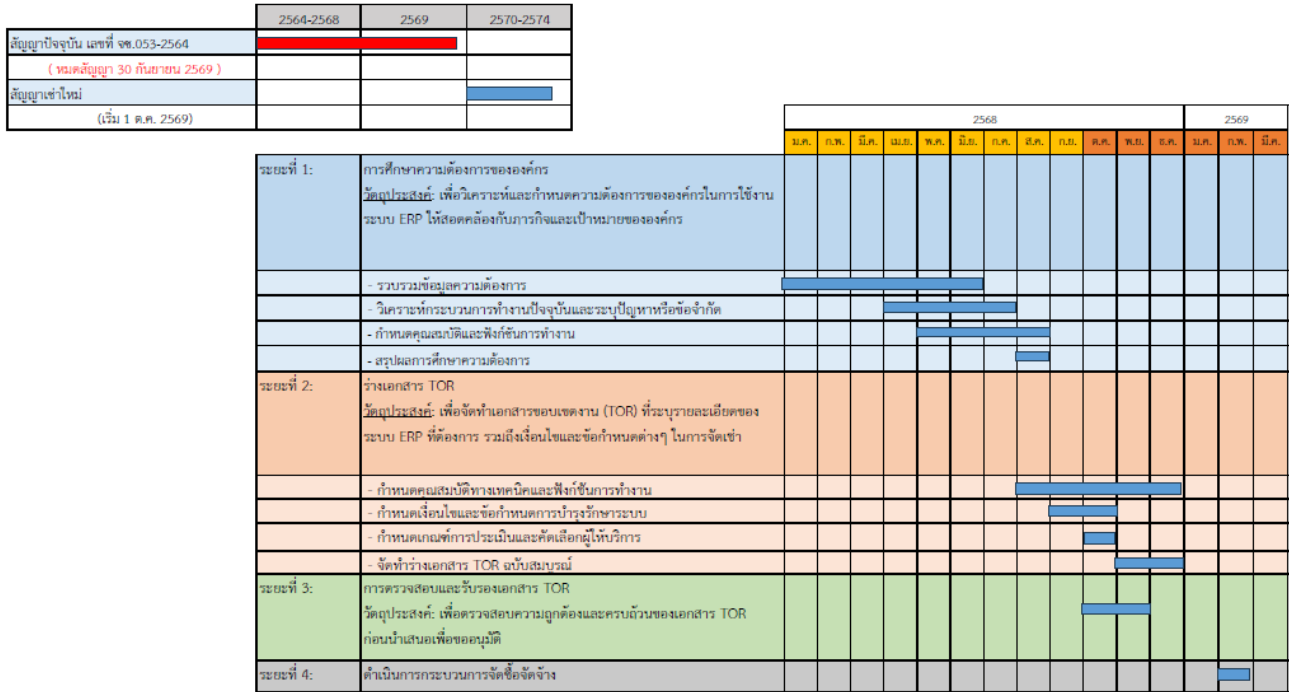 2564-2568 2569 2570-2574
สัญญาปัจจุบัน เลขที่ จช.053-2564
( หมดสัญญา 30 กันยายน 2569 )
สัญญาเช่าใหม่
(เริ่ม 1 ต.ค. 2569)
2568 2569
ม.ค. ก.พ. มี.ค. เม.ย. พ.ค. มิ.ย. ก.ค. ส.ค. ก.ย. ต.ค. พ.ย. ธ.ค. ม.ค. ก.พ. มี.ค.
ระยะที่ 1: การศึกษาความต้องการขององค์กร
วัตถุประสงค์: เพื่อวิเคราะห์และกำหนดความต้องการขององค์กรในการใช้งาน
ระบบ ERP ให้สอดคล้องกับภารกิจและเป้าหมายขององค์กร
- รวบรวมข้อมูลความต้องการ
- วิเคราะห์กระบวนการทำงานปัจจุบันและระบุปัญหาหรือข้อจำกัด
- กำหนดคุณสมบัติและฟังก์ชันการทำงาน
- สรุปผลการศึกษาความต้องการ
ระยะที่ 2: ร่างเอกสาร TOR
วัตถุประสงค์: เพื่อจัดทำเอกสารขอบเขตงาน (TOR) ที่ระบุรายละเอียดของ
ระบบ ERP ที่ต้องการ รวมถึงเงื่อนไขและข้อกำหนดต่างๆ ในการจัดเช่า
- กำหนดคุณสมบัติทางเทคนิคและฟังก์ชันการทำงาน
- กำหนดเงื่อนไขและข้อกำหนดการบำรุงรักษาระบบ
- กำหนดเกณฑ์การประเมินและคัดเลือกผู้ให้บริการ
- จัดทำร่างเอกสาร TOR ฉบับสมบูรณ์
ระยะที่ 3: การตรวจสอบและรับรองเอกสาร TOR
วัตถุประสงค์: เพื่อตรวจสอบความถูกต้องและครบถ้วนของเอกสาร TOR
ก่อนนำเสนอเพื่อขออนุมัติ
ระยะที่ 4: ดำเนินการกระบวนการจัดซื้อจัดจ้าง